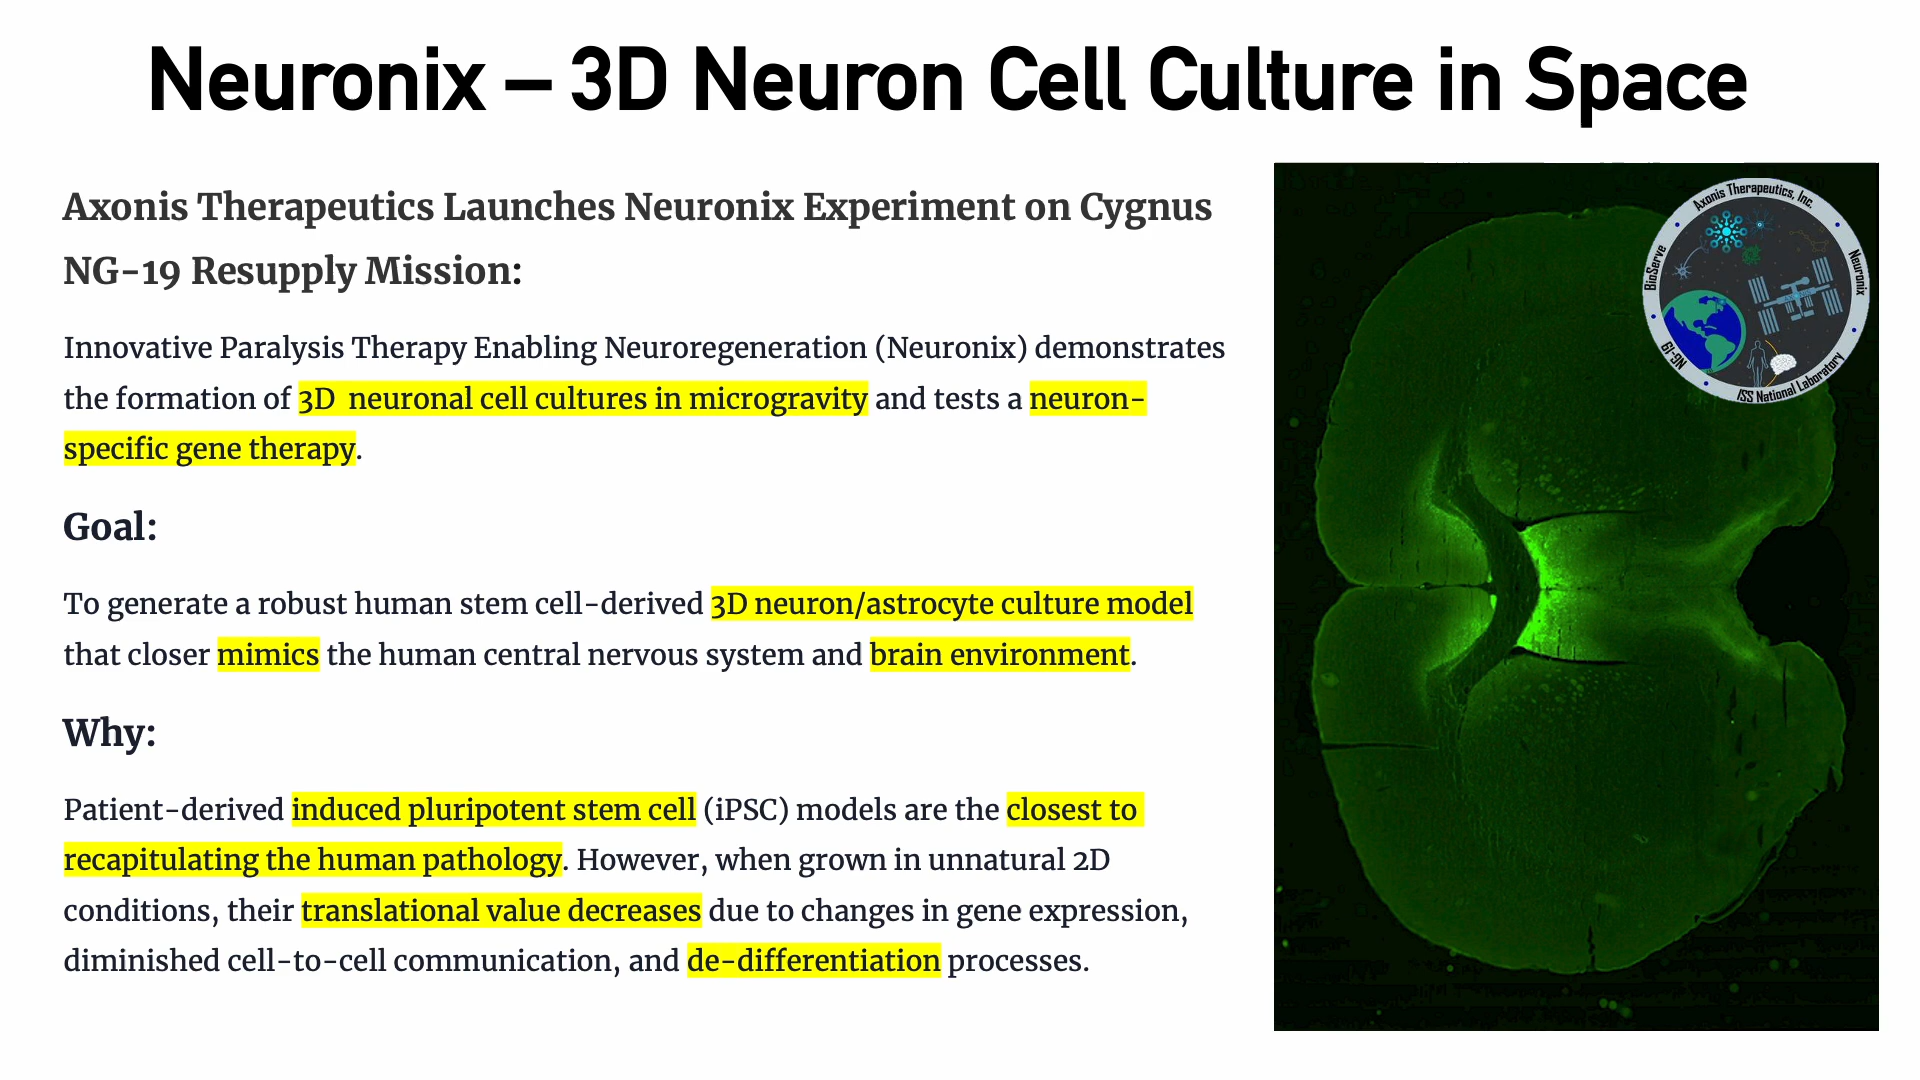 Neuronix – 3D Neuron Cell Culture in Space
Axonis Therapeutics Launches Neuronix Experiment on Cygnus
NG-19 Resupply Mission:
Innovative Paralysis Therapy Enabling Neuroregeneration (Neuronix) demonstrates
the formation of 3D  neuronal cell cultures in microgravity and tests a neuron-
specific gene therapy.
Goal:
To generate a robust human stem cell-derived 3D neuron/astrocyte culture model
that closer mimics the human central nervous system and brain environment.
Why:
Patient-derived induced pluripotent stem cell (iPSC) models are the closest to
recapitulating the human pathology. However, when grown in unnatural 2D
conditions, their translational value decreases due to changes in gene expression,
diminished cell-to-cell communication, and de-differentiation processes.
Axonis Therapeutics, Inc.
Neuronix
ISS National Laboratory
NG-19
BioServe
AXONIS